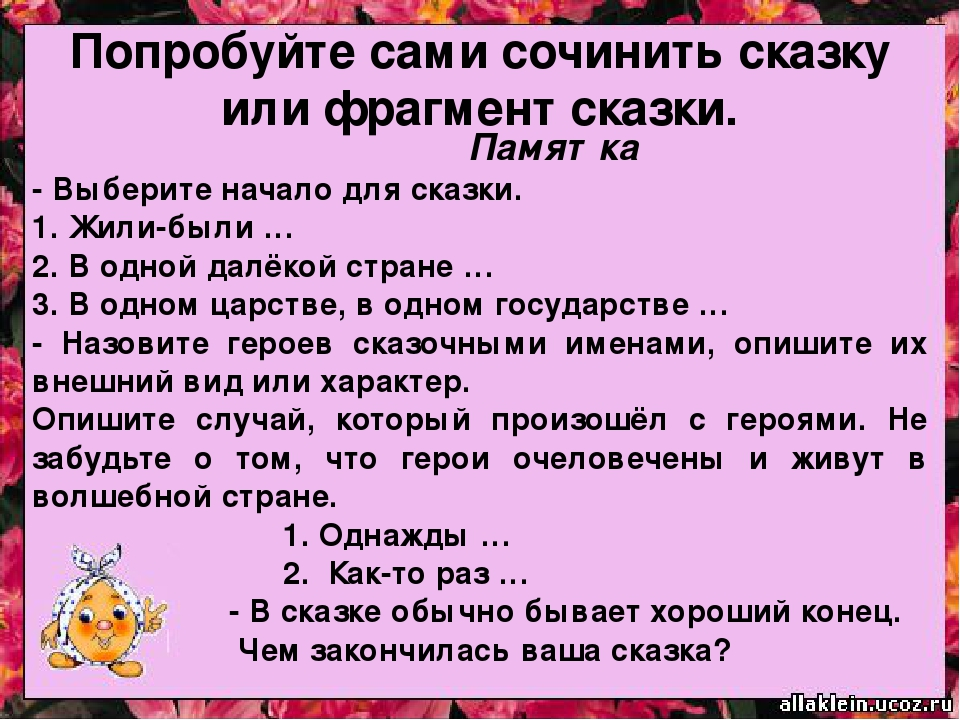 Попробуйте сами сочинить сказку
или фрагмент сказки.
Памятка
- Выберите начало для сказки.
1. Жили-были …
2. В одной далёкой стране …
3. В одном царстве, в одном государстве …
- Назовите героев сказочными именами, опишите их
внешний вид или характер.
Опишите случай, который произошёл с героями. Не
забудьте о том, что герои очеловечены и живут в
волшебной стране.
1. Однажды …
2. Как-то раз …
- В сказке обычно бывает хороший конец.
Чем закончилась ваша сказка?
allaklein.ucoz.ru